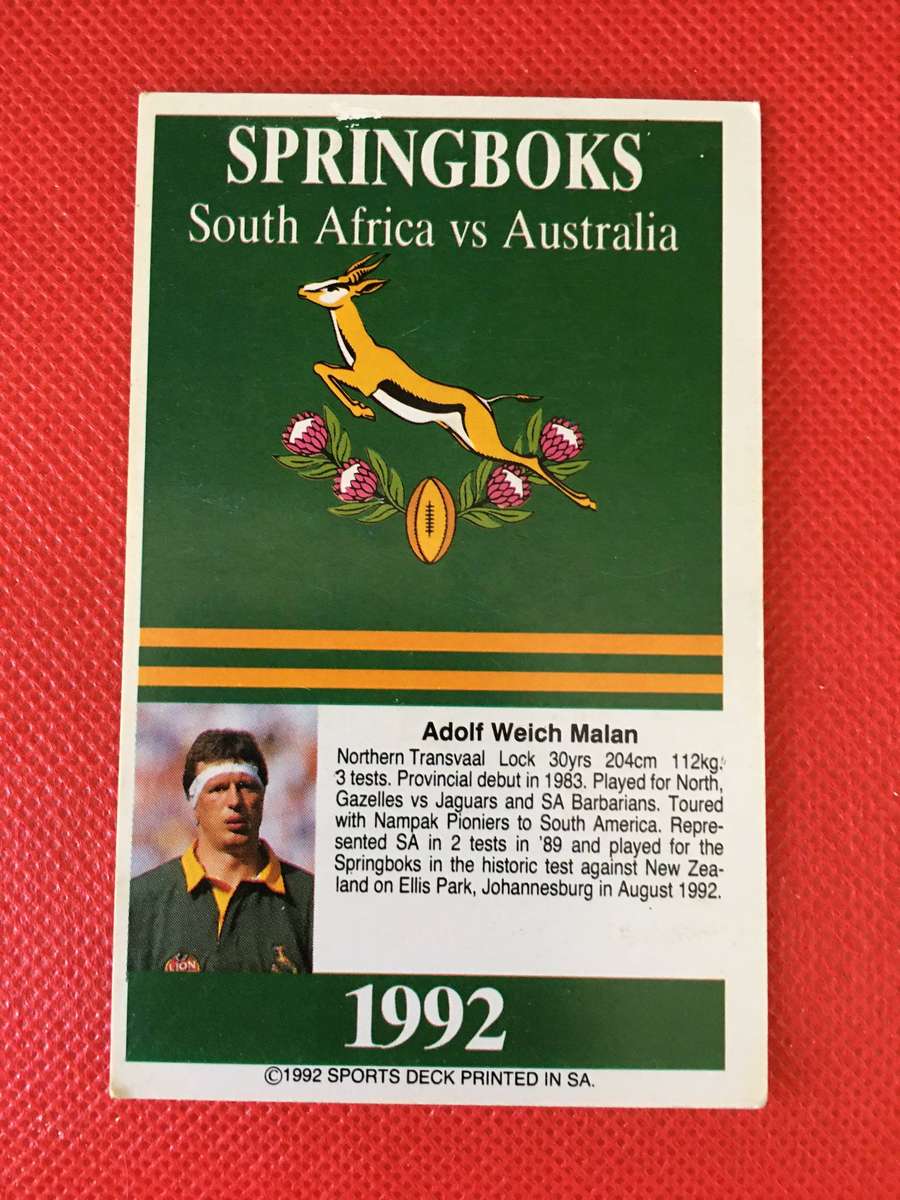 SPRINGBOKS
South Africa vs Australia
Adolf Weich Malan
Northern Transvaal Lock 30yrs 204cm 112kg.
3 tests. Provincial debut in 1983. Played for North,
Gazelles vs Jaguars and SA Barbarians. Toured
with Nampak Pioniers to South America. Repre-
sented SA in 2 tests in '89 and played for the
Springboks in the historic test against New Zea-
land on Ellis Park, Johannesburg in August 1992.
LION
1992
©1992 SPORTS DECK PRINTED IN SA.